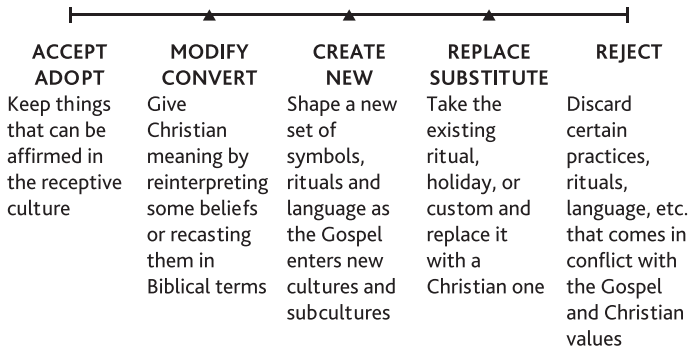 ACCEPT
ADOPT
Keep things
that can be
affirmed in
the receptive
culture
MODIFY
CONVERT
Give
Christian
meaning by
reinterpreting
some beliefs
or recasting
them in
Biblical terms
CREATE
NEW
Shape a new
set of
symbols,
rituals and
language as
the Gospel
enters new
cultures and
subcultures
REPLACE
SUBSTITUTE
Take the
existing
ritual,
holiday, or
custom and
replace it
with a
Christian one
REJECT
Discard
certain
practices,
rituals,
language, etc.
that comes in
conflict with
the Gospel
and Christian
values